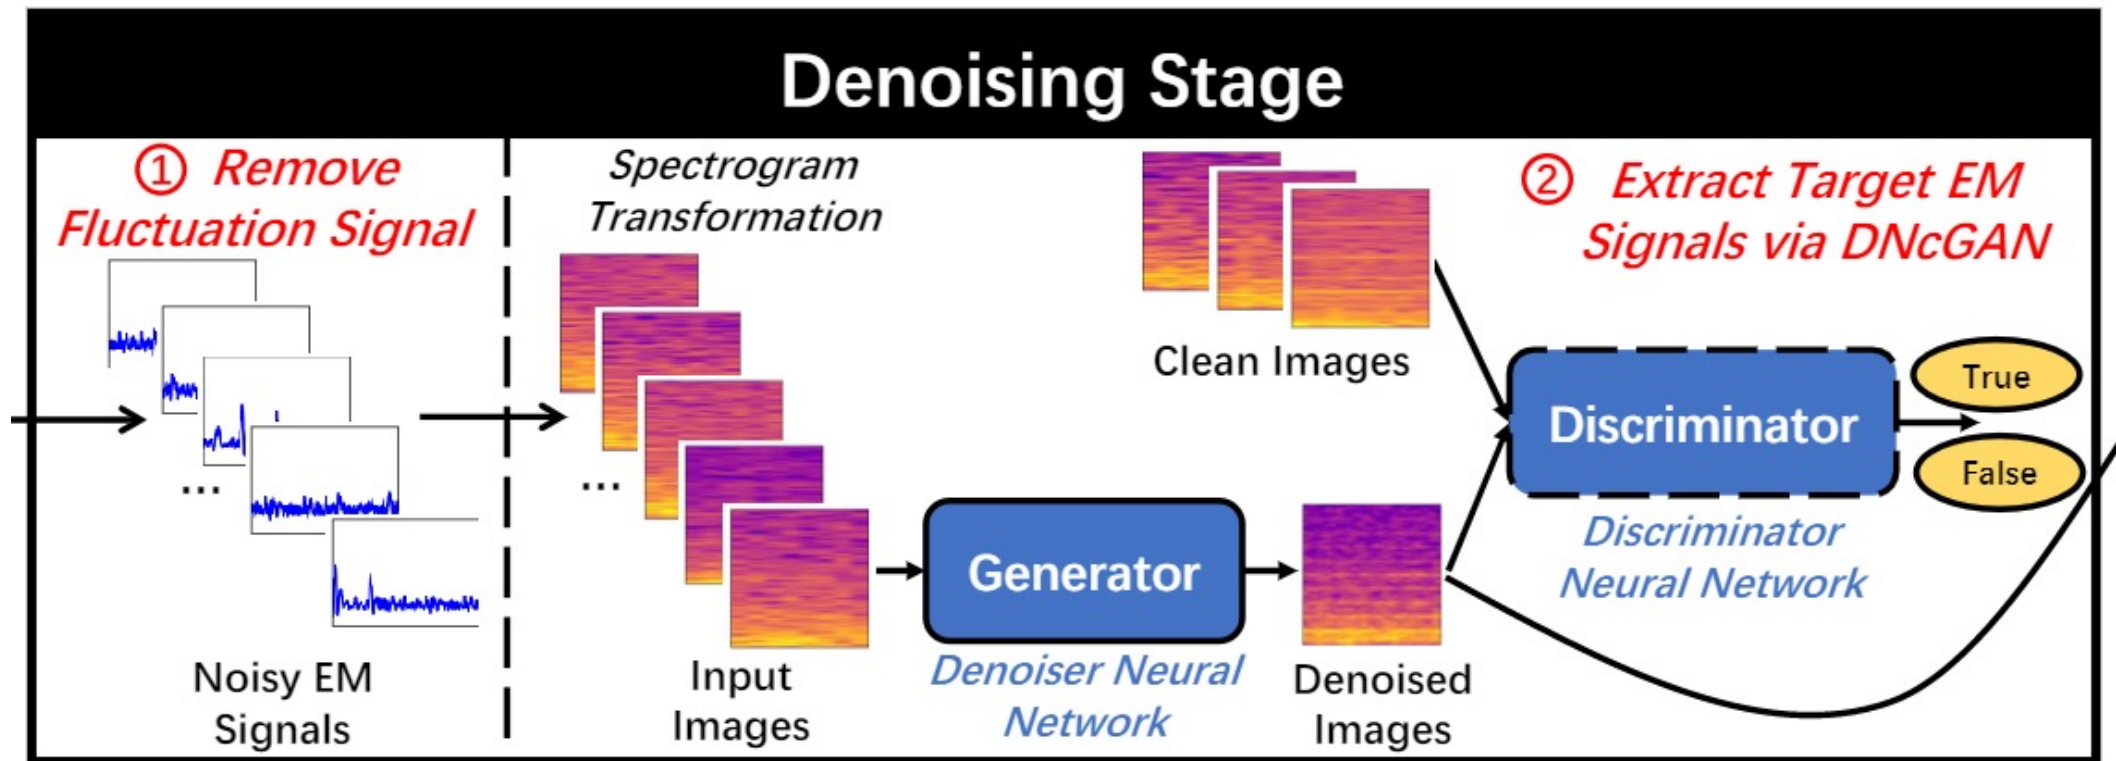 Denoising Stage
① Remove
Fluctuation Signal
...
Noisy EM
Signals
Spectrogram
Transformation
...
Input
Images
Generator
Denoiser Neural
Network
Denoised
Images
Clean Images
② Extract Target EM
Signals via DNcGAN
Discriminator
Discriminator
Neural Network
True
False